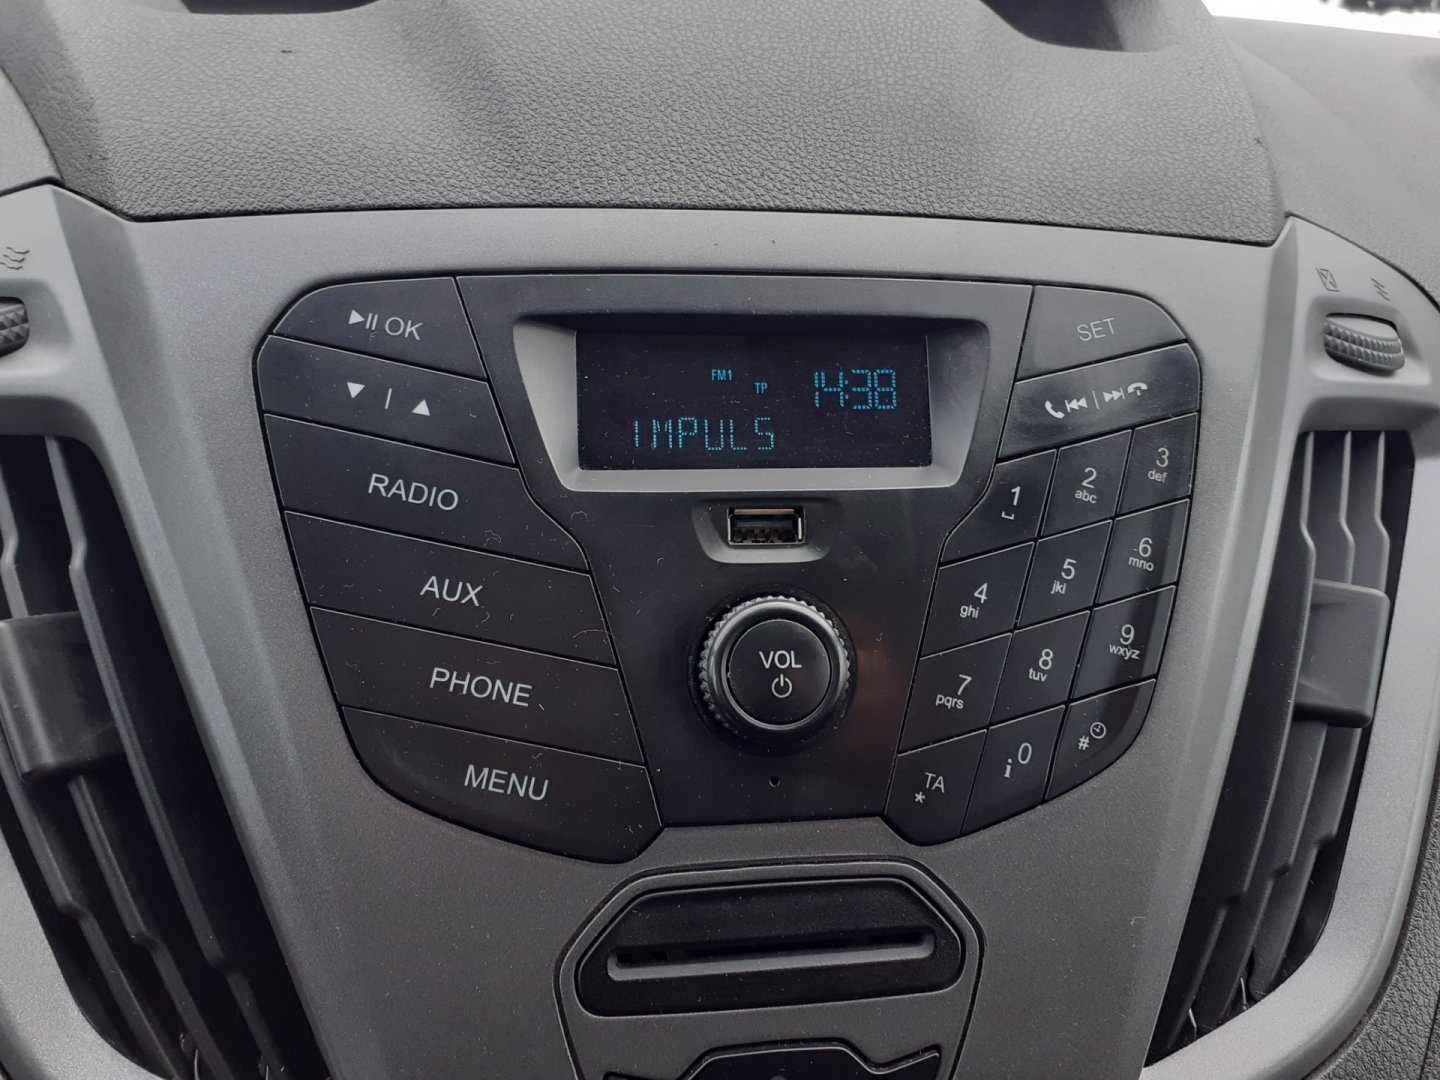 OK
SET
FM1
TP
14:38
IMPULS
RADIO
AUX
PHONE
MENU
VOL
1
2
abc
3
def
4
ghi
5
jkl
6
mno
7
pqrs
8
tuv
9
wxyz
TA
*
i 0
#